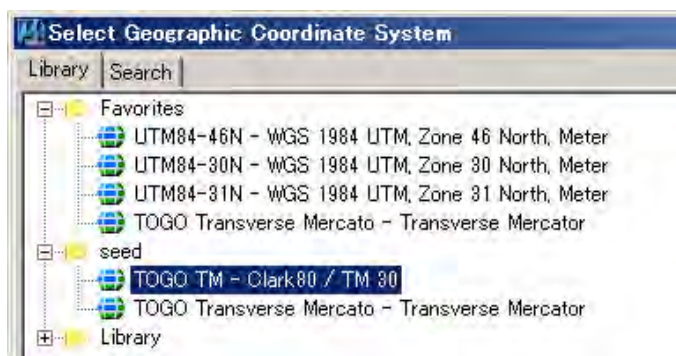 Select Geographic Coordinate System
Library Search
Favorites
UTM84-46N - WGS 1984 UTM, Zone 46 North, Meter
UTM84-30N - WGS 1984 UTM, Zone 30 North, Meter
UTM84-31N - WGS 1984 UTM, Zone 31 North, Meter
TOGO Transverse Mercato - Transverse Mercator
seed
TOGO TM - Clark80 / TM 30
TOGO Transverse Mercato - Transverse Mercator
Library